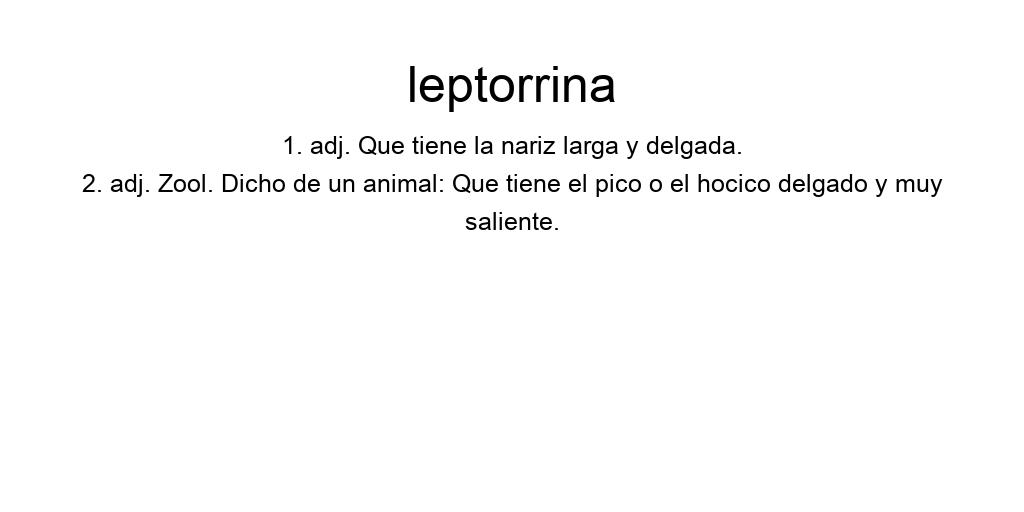 leptorrina
1. adj. Que tiene la nariz larga y delgada.
2. adj. Zool. Dicho de un animal: Que tiene el pico o el hocico delgado y muy
saliente.